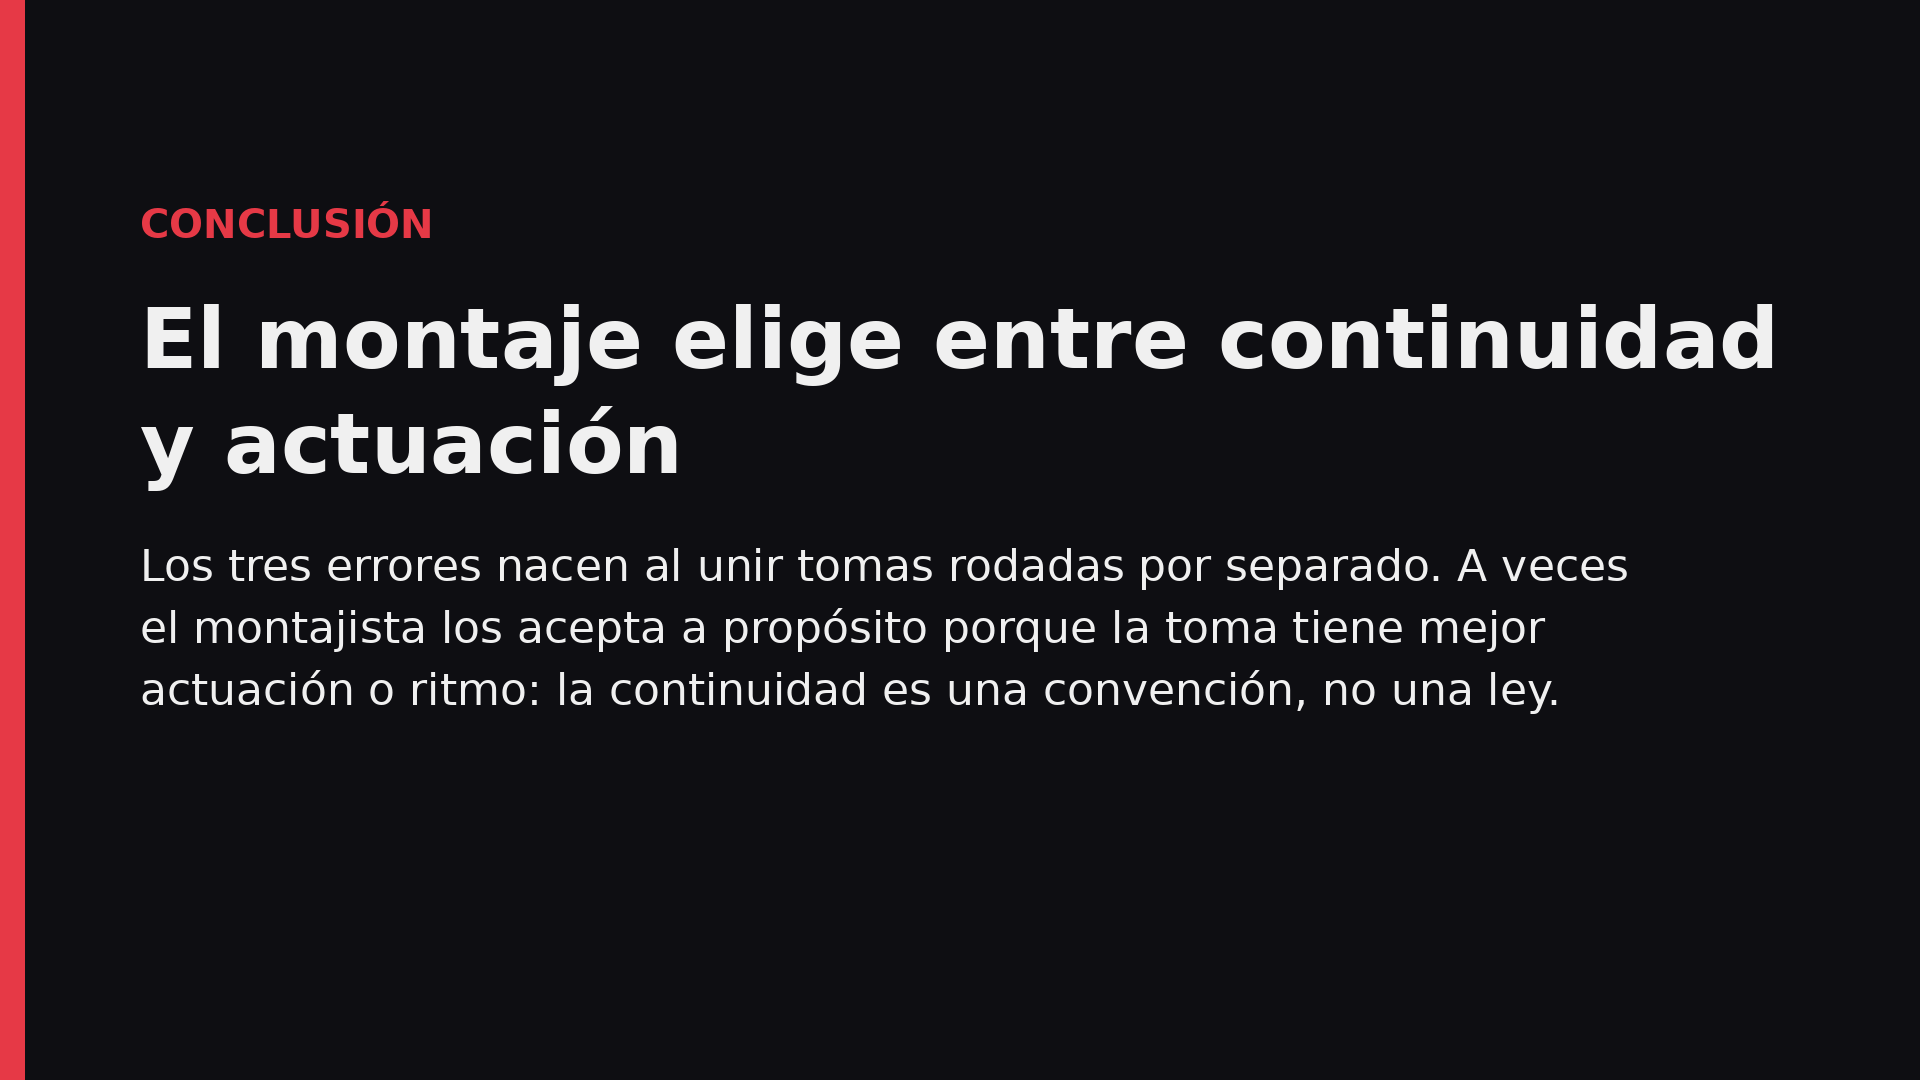 CONCLUSIÓN
El montaje elige entre continuidad
y actuación
Los tres errores nacen al unir tomas rodadas por separado. A veces
el montajista los acepta a propósito porque la toma tiene mejor
actuación o ritmo: la continuidad es una convención, no una ley.